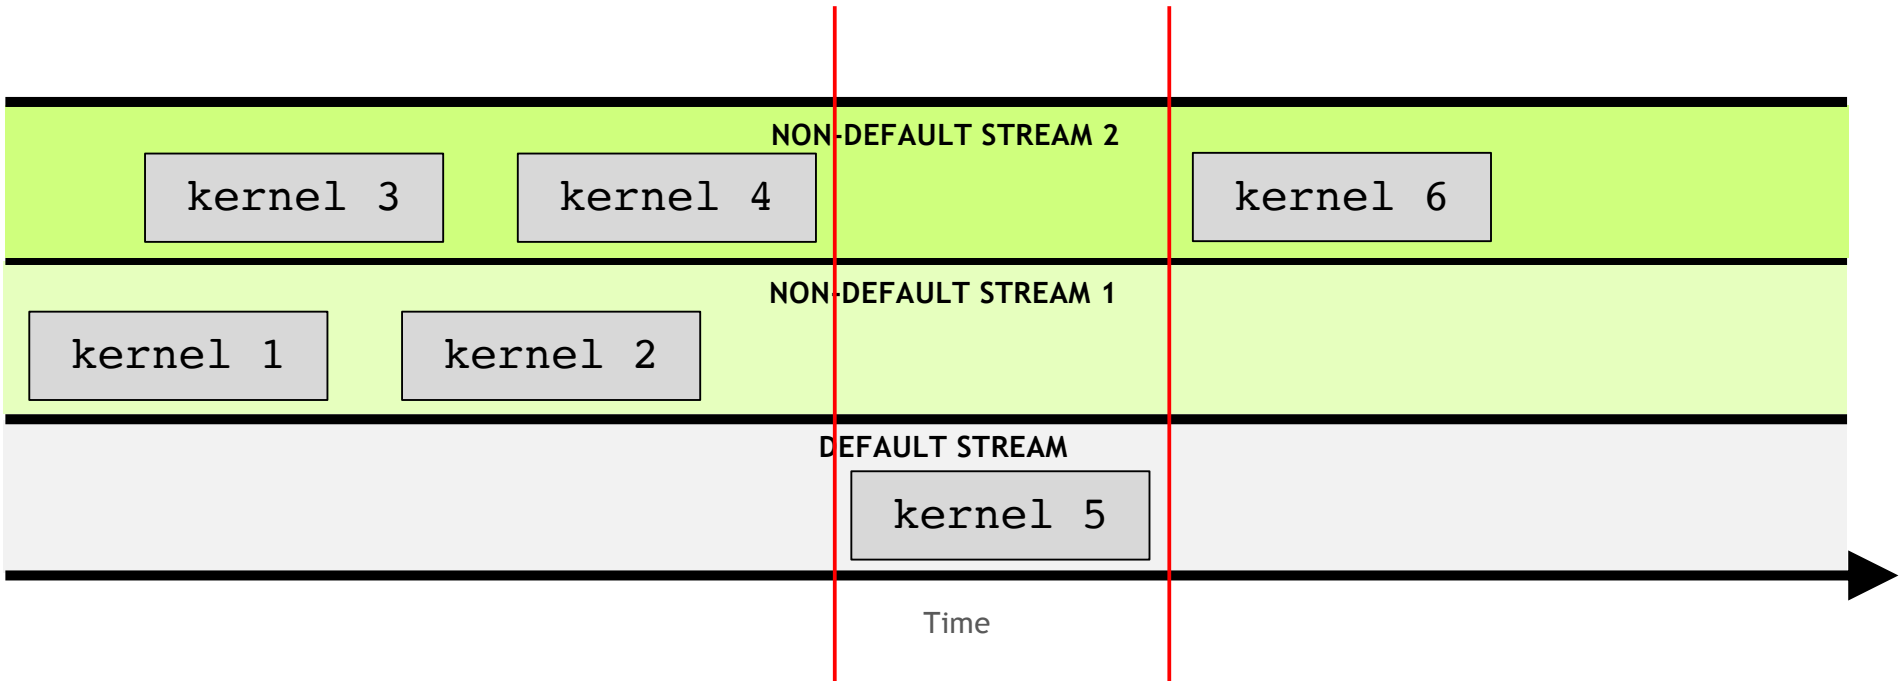 NON-DEFAULT STREAM 2
kernel 3
kernel 4
kernel 6
NON-DEFAULT STREAM 1
kernel 1
kernel 2
DEFAULT STREAM
kernel 5
Time